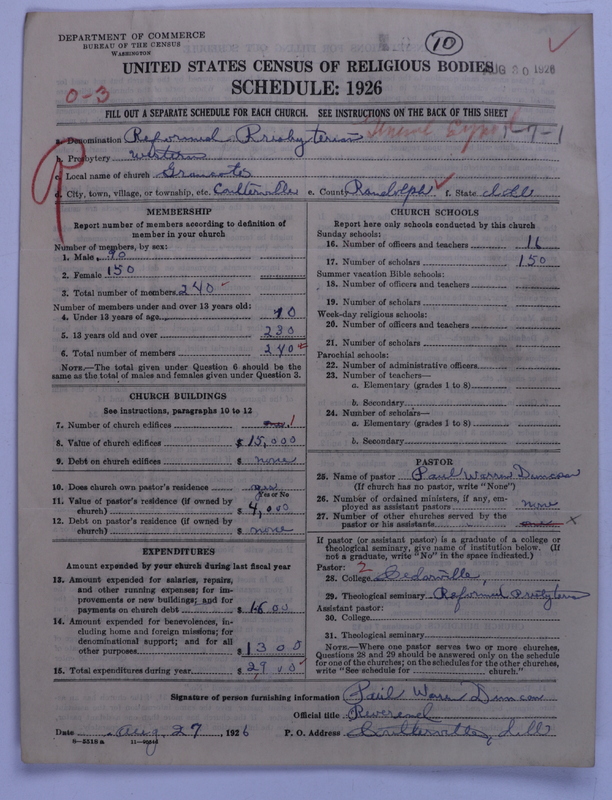 DEPARTMENT OF COMMERCE
BUREAU OF THE CENSUS
WASHINGTON
10
AUG 30 1926
UNITED STATES CENSUS OF RELIGIOUS BODIES
SCHEDULE: 1926
0-3
FILL OUT A SEPARATE SCHEDULE FOR EACH CHURCH. SEE INSTRUCTIONS ON THE BACK OF THIS SHEET
a. Denomination Reformed Presbyterian General 7-1
b. Presbytery Western
c. Local name of church
d. City, town, village, or township, etc. Coulterville e. County Randolph f. State Ills
MEMBERSHIP
Report number of members according to definition of member in your church
Number of members, by sex:
1. Male 90
2. Female 150
3. Total number of members 240
Number of members under and over 13 years old:
4. Under 13 years of age 10
5. 13 years old and over 230
6. Total number of members 240
NOTE.—The total given under Question 6 should be the same as the total of males and females given under Question 3.
CHURCH BUILDINGS
See instructions, paragraphs 10 to 12
7. Number of church edifices 1
8. Value of church edifices $ 15,000
9. Debt on church edifices $ none
10. Does church own pastor's residence yes
Yes or No
11. Value of pastor's residence (if owned by church) $ 4,000
12. Debt on pastor's residence (if owned by church) $ none
EXPENDITURES
Amount expended by your church during last fiscal year
13. Amount expended for salaries, repairs, and other running expenses; for improvements or new buildings; and for payments on church debt $ 1600
14. Amount expended for benevolences, including home and foreign missions; for denominational support; and for all other purposes $ 1300
15. Total expenditures during year $ 2900
CHURCH SCHOOLS
Report here only schools conducted by this church
Sunday schools:
16. Number of officers and teachers 16
17. Number of scholars 150
Summer vacation Bible schools:
18. Number of officers and teachers
19. Number of scholars
Week-day religious schools:
20. Number of officers and teachers
21. Number of scholars
Parochial schools:
22. Number of administrative officers
23. Number of teachers—
a. Elementary (grades 1 to 8)
b. Secondary
24. Number of scholars—
a. Elementary (grades 1 to 8)
b. Secondary
PASTOR
25. Name of pastor Paul Warren Duncan
(If church has no pastor, write "None")
26. Number of ordained ministers, if any, employed as assistant pastors none
27. Number of other churches served by the pastor or his assistants x
If pastor (or assistant pastor) is a graduate of a college or theological seminary, give name of institution below. (If not a graduate, write "No" in the space indicated.)
Pastor: 2
28. College Cedarville,
29. Theological seminary Reformed Presbyterian
Assistant pastor:
30. College
31. Theological seminary
NOTE.—Where one pastor serves two or more churches, Questions 28 and 29 should be answered only on the schedule for one of the churches; on the schedules for the other churches, write "See schedule for church."
Signature of person furnishing information Paul Warren Duncan
Official title Reverend
Date Aug 27, 1926 P. O. Address Coulterville, Ills
8—5518a